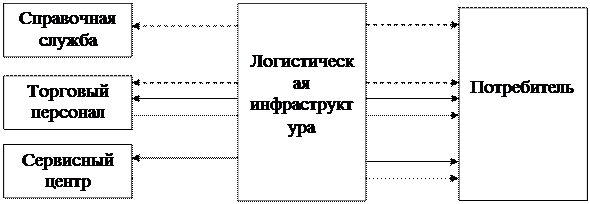 Справочная
служба
Торговый
персонал
Сервисный
центр
Логистическ
ая
инфраструкт
ура
Потребитель